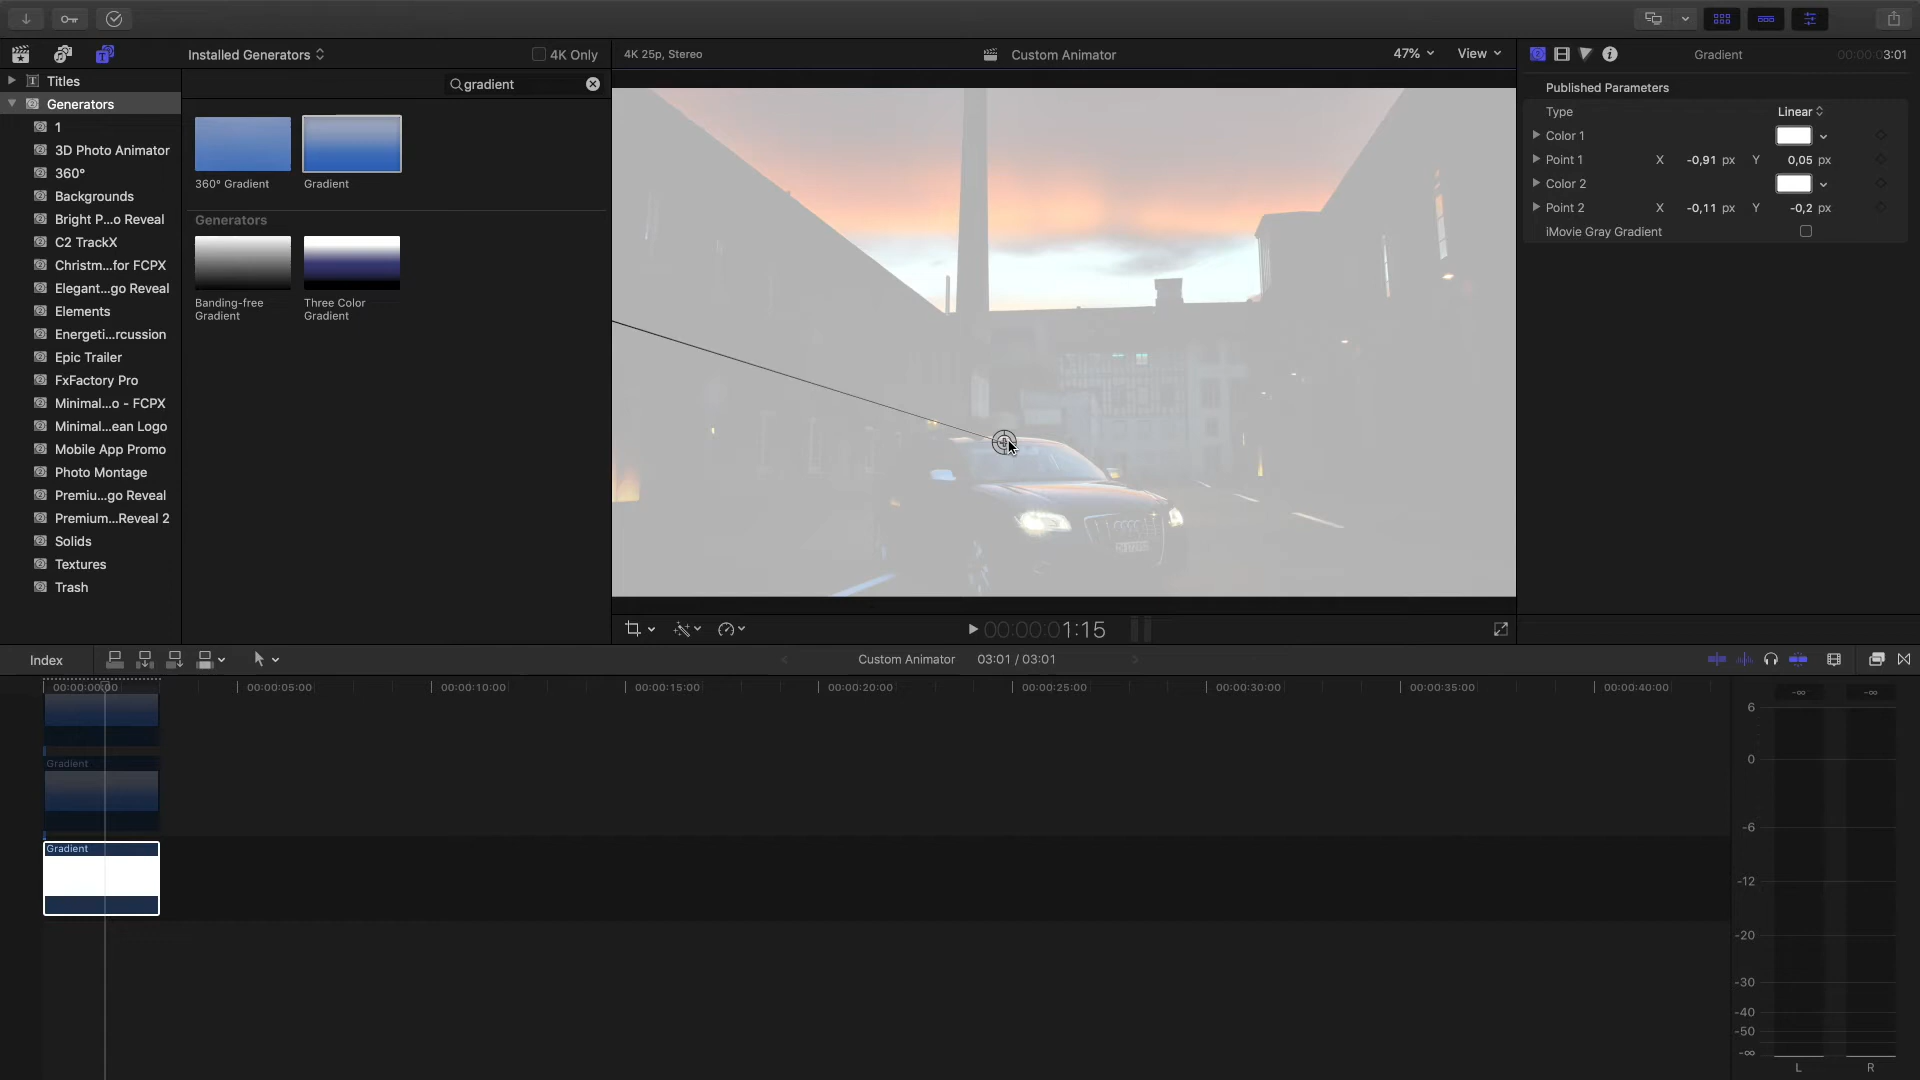 Installed Generators
4K Only
4K 25p, Stereo
Custom Animator
47%
View
Gradient
00:00:03:01
Titles
gradient
Published Parameters
Generators
Type
Linear
1
Color 1
3D Photo Animator
Point 1 X -0,91 px Y 0,05 px
360°
360° Gradient
Gradient
Color 2
Backgrounds
Point 2 X -0,11 px Y -0,2 px
Bright P...o Reveal
Generators
iMovie Gray Gradient
C2 TrackX
Christm...for FCPX
Elegant...go Reveal
Elements
Banding-free
Gradient
Three Color
Gradient
Energeti...rcussion
Epic Trailer
FxFactory Pro
Minimal...o - FCPX
Minimal...ean Logo
Mobile App Promo
Photo Montage
Premiu...go Reveal
Premium...Reveal 2
Solids
Textures
Trash
00:00:01:15
Index
Custom Animator
03:01 / 03:01
00:00:00:00
00:00:05:00
00:00:10:00
00:00:15:00
00:00:20:00
00:00:25:00
00:00:30:00
00:00:35:00
00:00:40:00
-∞ -∞
6
0
Gradient
-6
Gradient
-12
-20
-30
-40
-50
-∞
L R